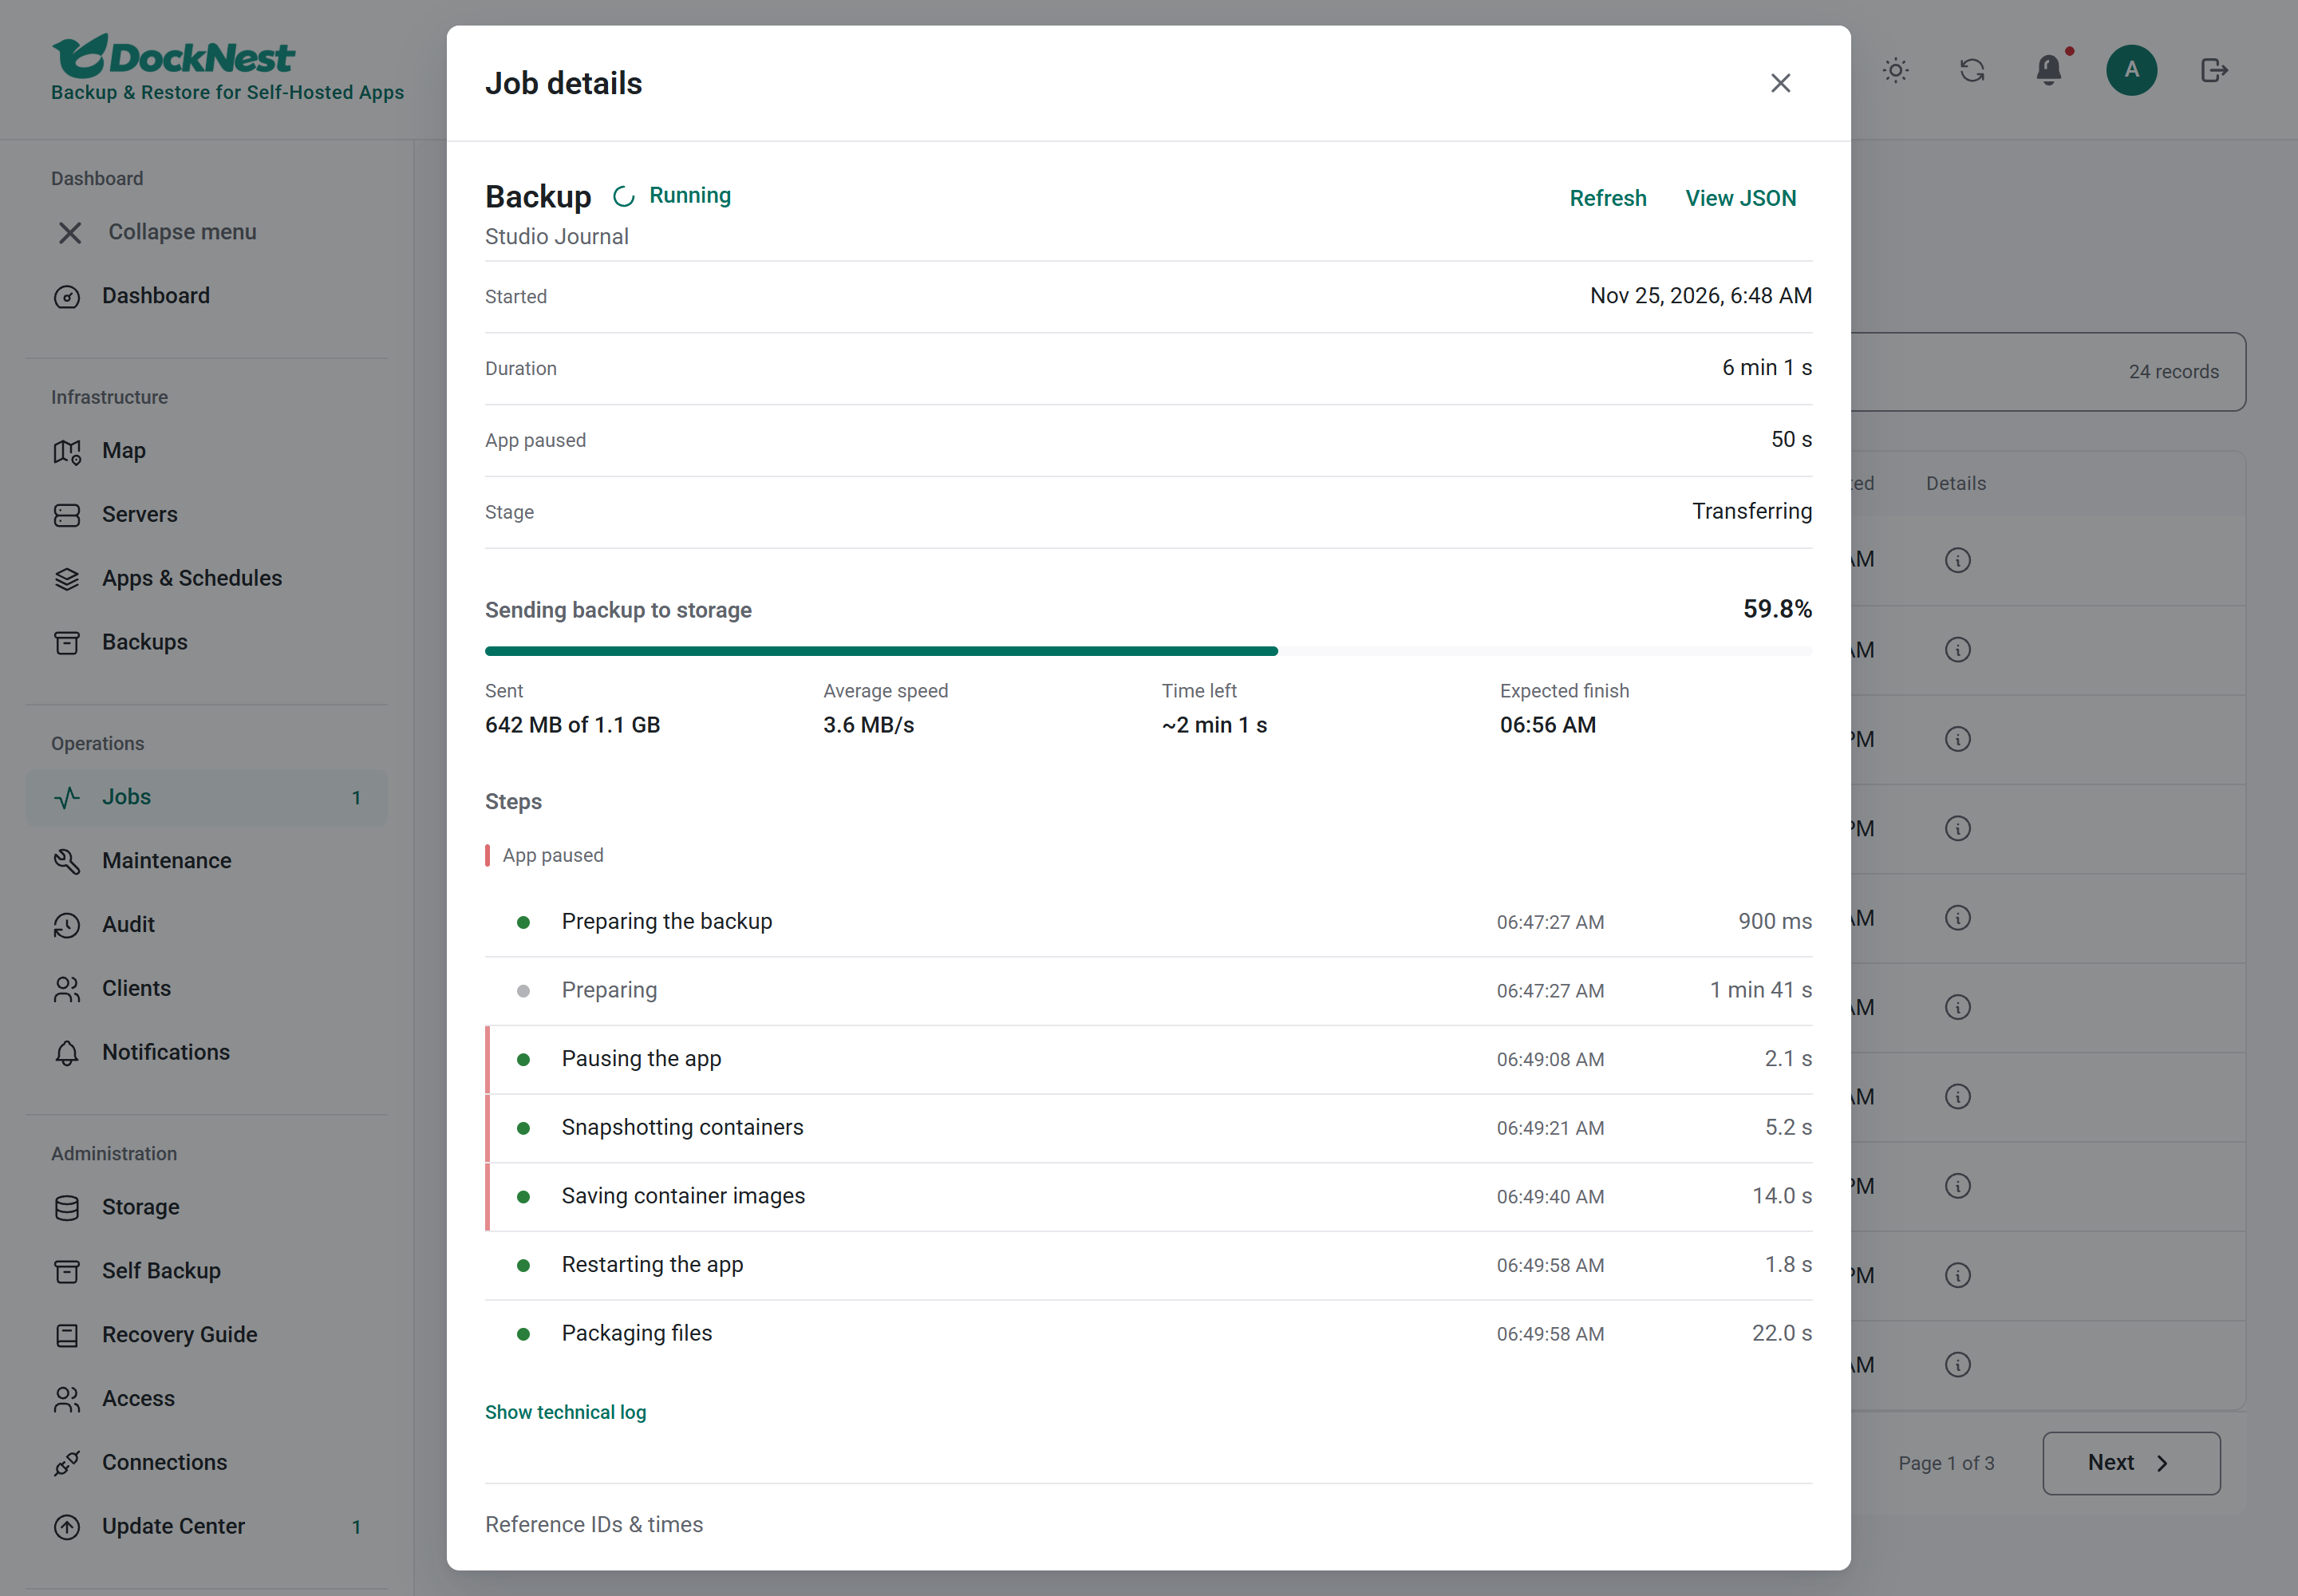 DockNest
Backup & Restore for Self-Hosted Apps
A
Dashboard
Collapse menu
Dashboard
Infrastructure
Map
Servers
Apps & Schedules
Backups
Operations
Jobs 1
Maintenance
Audit
Clients
Notifications
Administration
Storage
Self Backup
Recovery Guide
Access
Connections
Update Center 1
Job details
Backup Running Refresh View JSON
Studio Journal
Started Nov 25, 2026, 6:48 AM
Duration 6 min 1 s
App paused 50 s
Stage Transferring
Sending backup to storage 59.8%
Sent Average speed Time left Expected finish
642 MB of 1.1 GB 3.6 MB/s ~2 min 1 s 06:56 AM
Steps
App paused
Preparing the backup 06:47:27 AM 900 ms
Preparing 06:47:27 AM 1 min 41 s
Pausing the app 06:49:08 AM 2.1 s
Snapshotting containers 06:49:21 AM 5.2 s
Saving container images 06:49:40 AM 14.0 s
Restarting the app 06:49:58 AM 1.8 s
Packaging files 06:49:58 AM 22.0 s
Show technical log
Reference IDs & times
24 records
Details
Page 1 of 3 Next